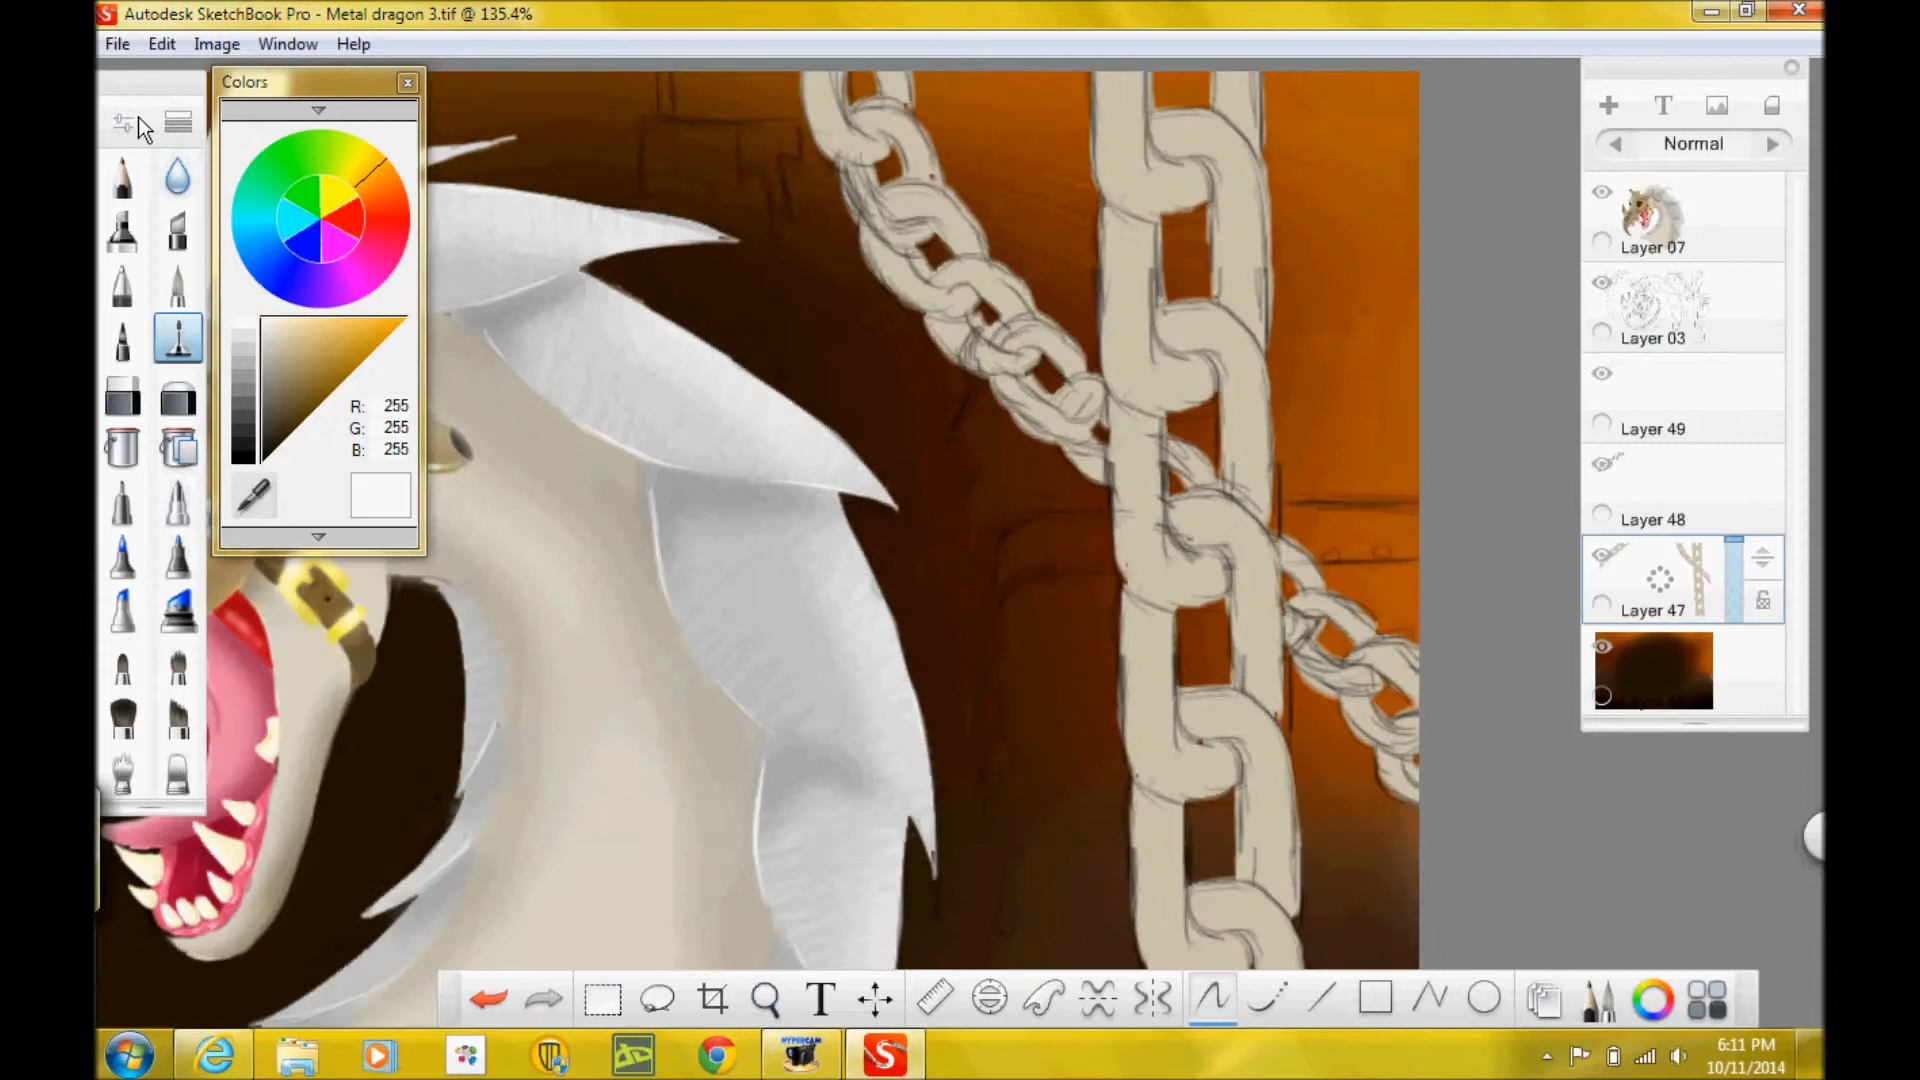 Autodesk SketchBook Pro - Metal dragon 3.tif @ 135.4%
File Edit Image Window Help
Colors
R: 255
G: 255
B: 255
Normal
Layer 07
Layer 03
Layer 49
Layer 48
Layer 47
T
HYPERCAM
6:11 PM
10/11/2014